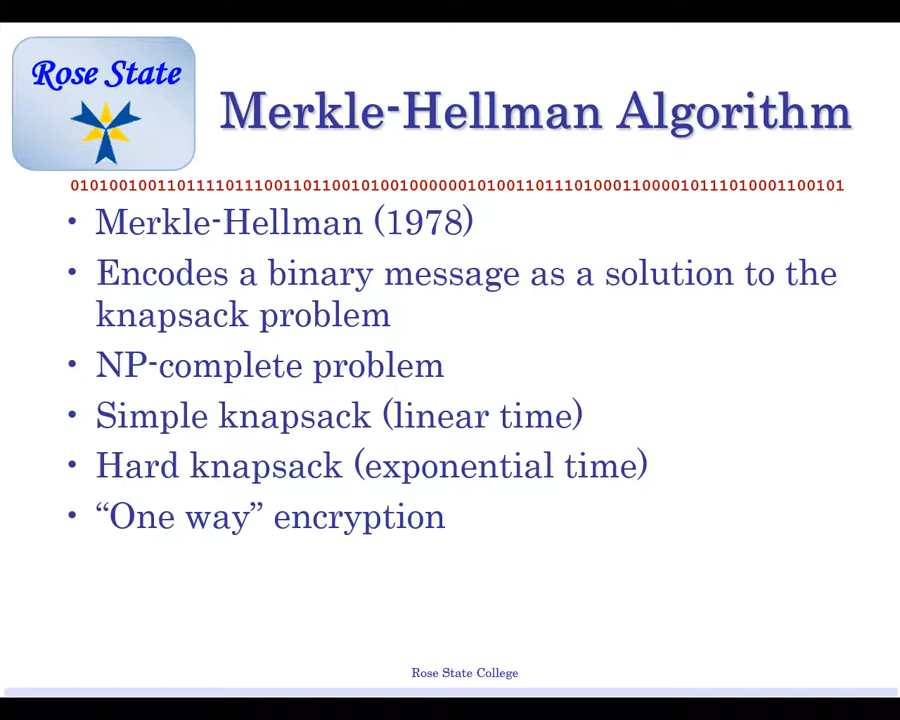 Rose State
Merkle-Hellman Algorithm
01010010011011110111001101100101001000000101001101110100011000010111010001100101
• Merkle-Hellman (1978)
• Encodes a binary message as a solution to the
knapsack problem
• NP-complete problem
• Simple knapsack (linear time)
• Hard knapsack (exponential time)
• “One way” encryption
Rose State College